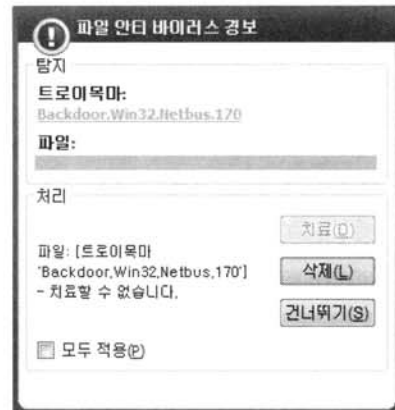 파일 안티 바이러스 경보
탐지
트로이목마:
Backdoor.Win32.Netbus.170
파일:
처리
치료(D)
파일: [트로이목마
'Backdoor,Win32,Netbus,170']
- 치료할 수 없습니다,
삭제(L)
건너뛰기(S)
모두 적용(P)